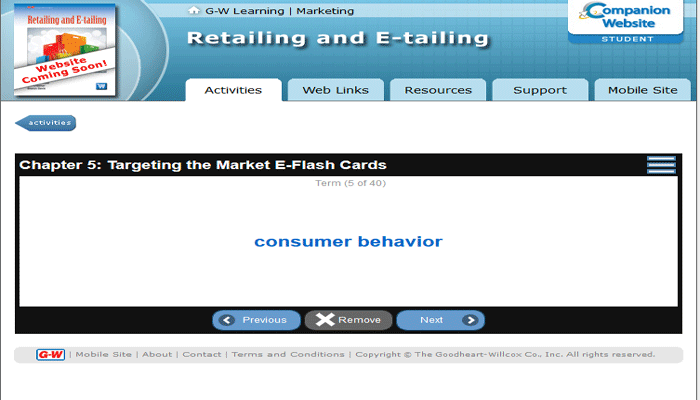 Retailing and E-tailing
Website
Coming Soon!
W
G-W Learning | Marketing
Retailing and E-tailing
Companion
Website
STUDENT
Activities
Web Links
Resources
Support
Mobile Site
activities
Chapter 5: Targeting the Market E-Flash Cards
Term (5 of 40)
consumer behavior
Previous
Remove
Next
G-W | Mobile Site | About | Contact | Terms and Conditions | Copyright © The Goodheart-Willcox Co., Inc. All rights reserved.